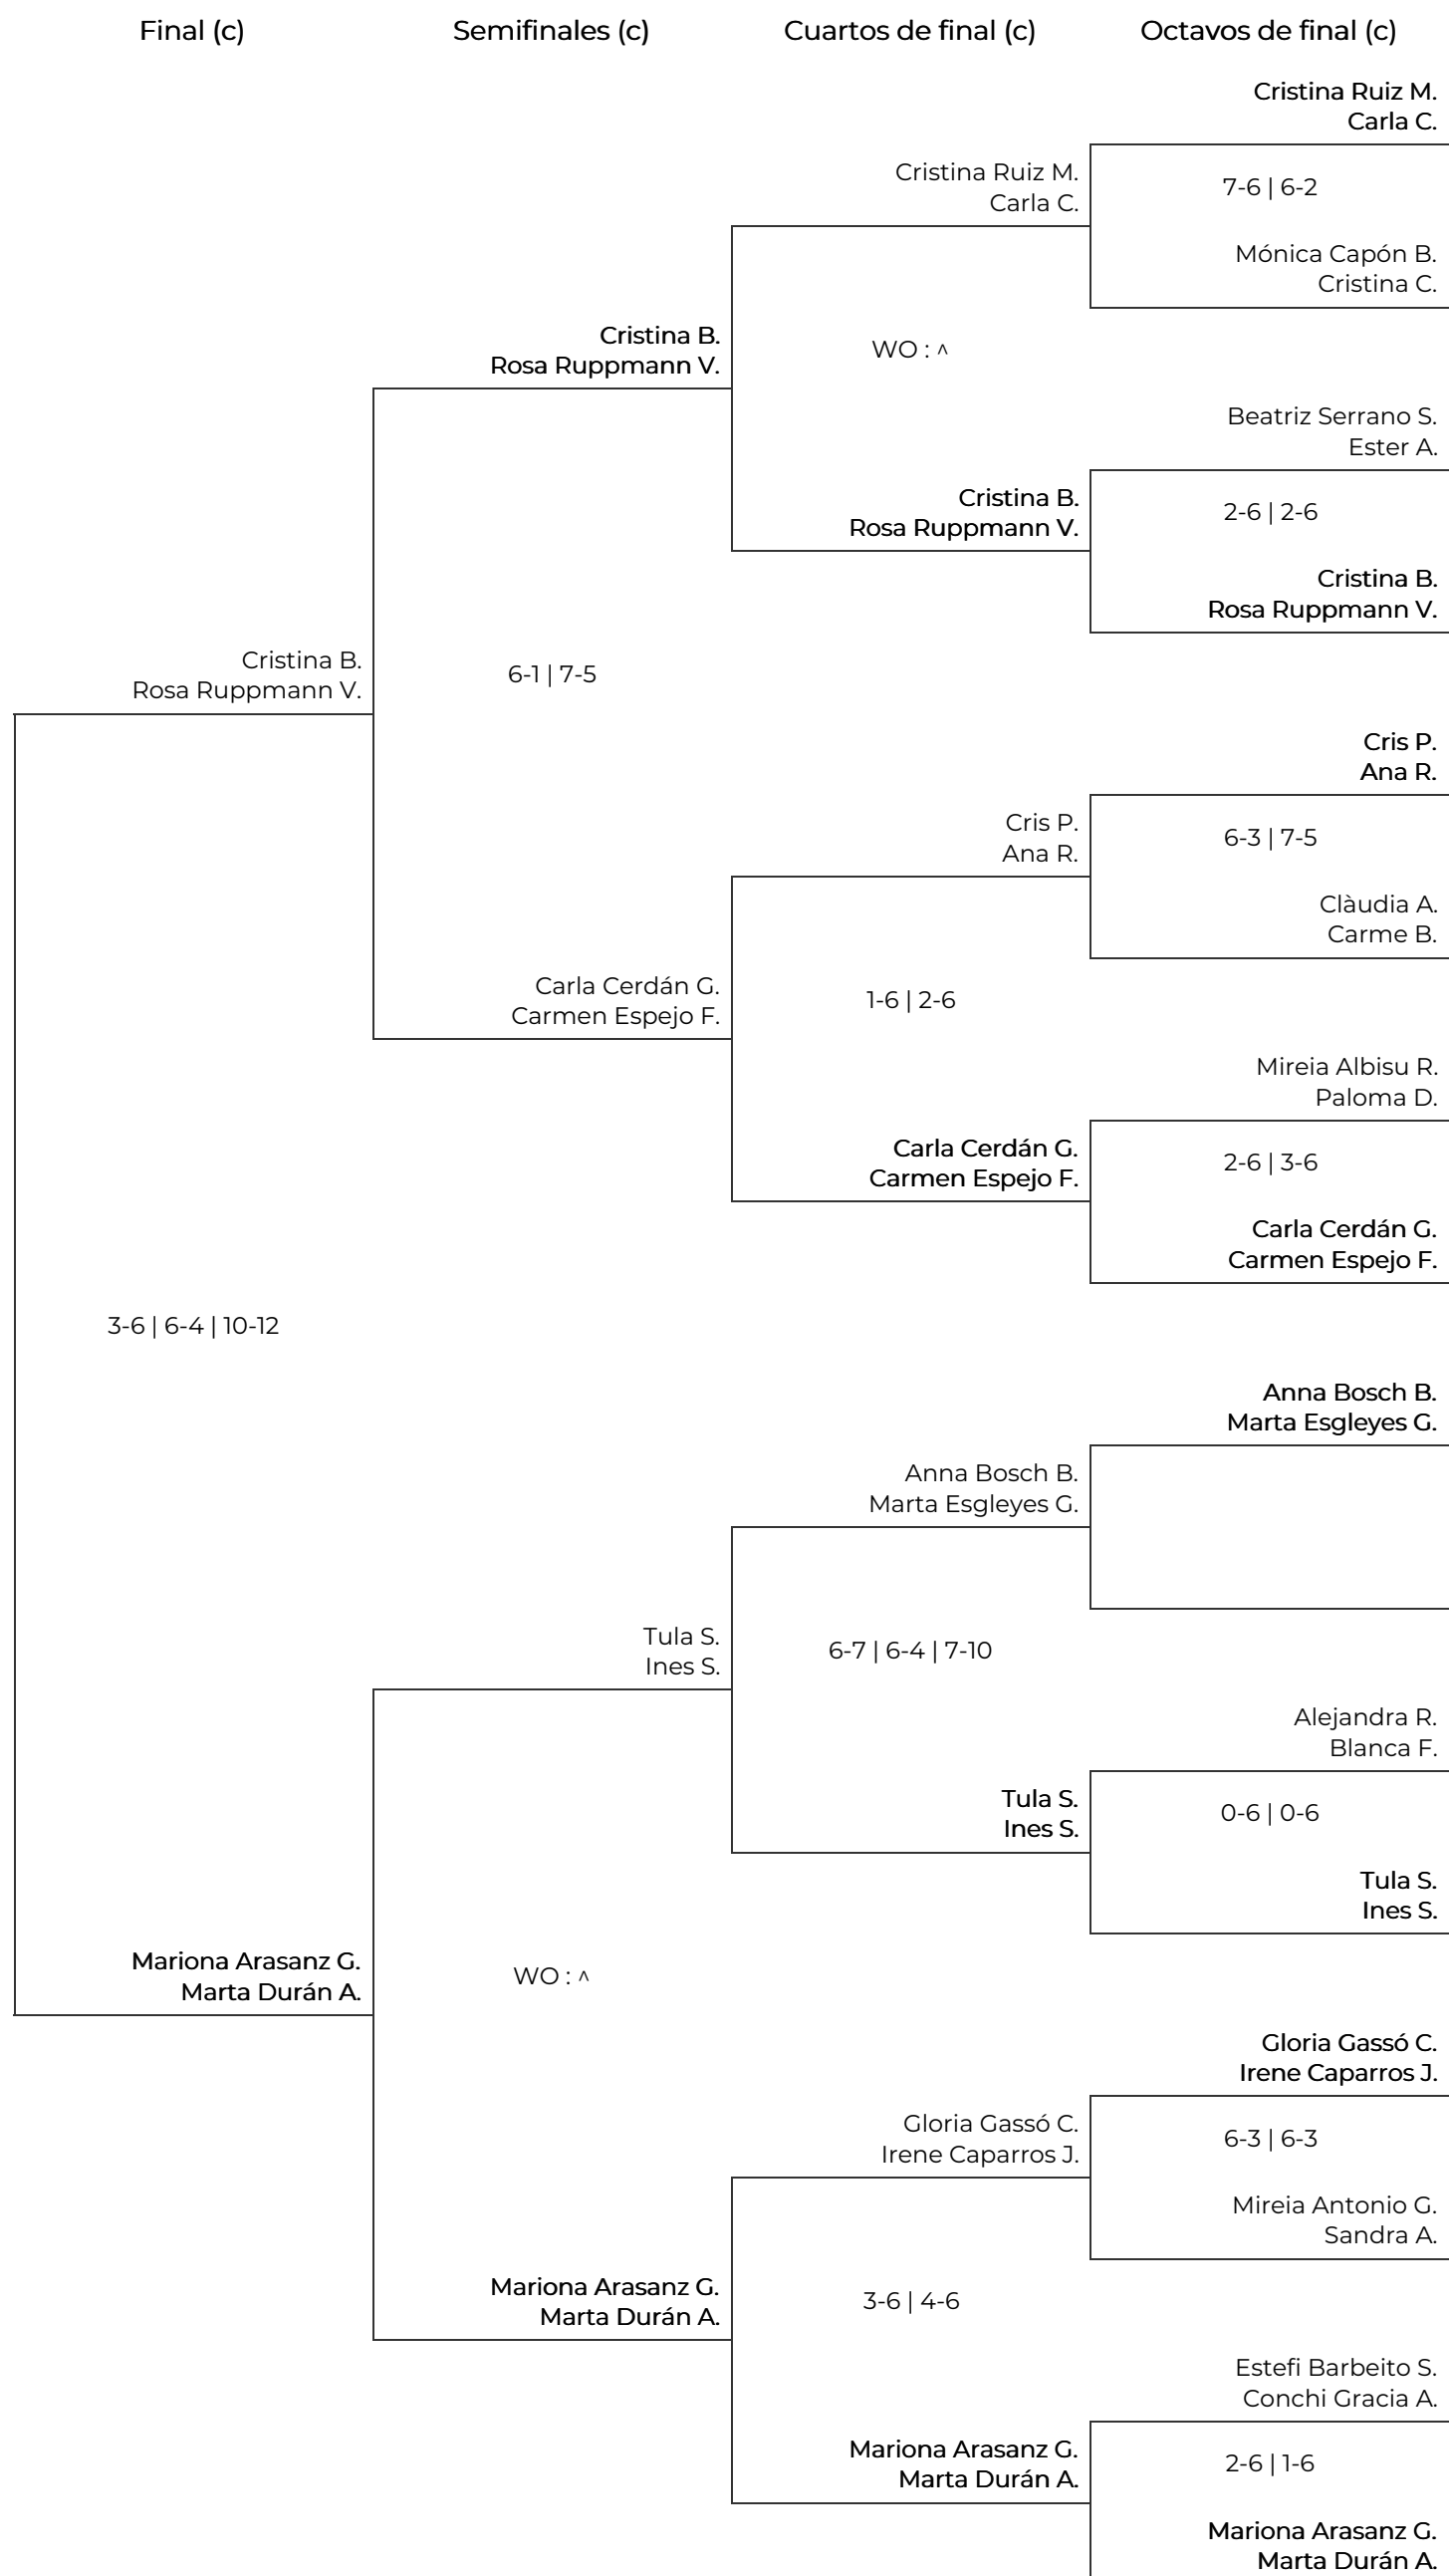 Final (c)
Semifinales (c)
Cuartos de final (c)
Octavos de final (c)
Cristina Ruiz M.
Carla C.
Cristina Ruiz M.
Carla C.
7-6 | 6-2
Mónica Capón B.
Cristina C.
Cristina B.
Rosa Ruppmann V.
WO : ^
Beatriz Serrano S.
Ester A.
Cristina B.
Rosa Ruppmann V.
2-6 | 2-6
Cristina B.
Rosa Ruppmann V.
Cristina B.
Rosa Ruppmann V.
6-1 | 7-5
Cris P.
Ana R.
Cris P.
Ana R.
6-3 | 7-5
Clàudia A.
Carme B.
Carla Cerdán G.
Carmen Espejo F.
1-6 | 2-6
Mireia Albisu R.
Paloma D.
Carla Cerdán G.
Carmen Espejo F.
2-6 | 3-6
Carla Cerdán G.
Carmen Espejo F.
3-6 | 6-4 | 10-12
Anna Bosch B.
Marta Esgleyes G.
Anna Bosch B.
Marta Esgleyes G.
Tula S.
Ines S.
6-7 | 6-4 | 7-10
Alejandra R.
Blanca F.
Tula S.
Ines S.
0-6 | 0-6
Tula S.
Ines S.
Mariona Arasanz G.
Marta Durán A.
WO : ^
Gloria Gassó C.
Irene Caparros J.
Gloria Gassó C.
Irene Caparros J.
6-3 | 6-3
Mireia Antonio G.
Sandra A.
Mariona Arasanz G.
Marta Durán A.
3-6 | 4-6
Estefi Barbeito S.
Conchi Gracia A.
Mariona Arasanz G.
Marta Durán A.
2-6 | 1-6
Mariona Arasanz G.
Marta Durán A.